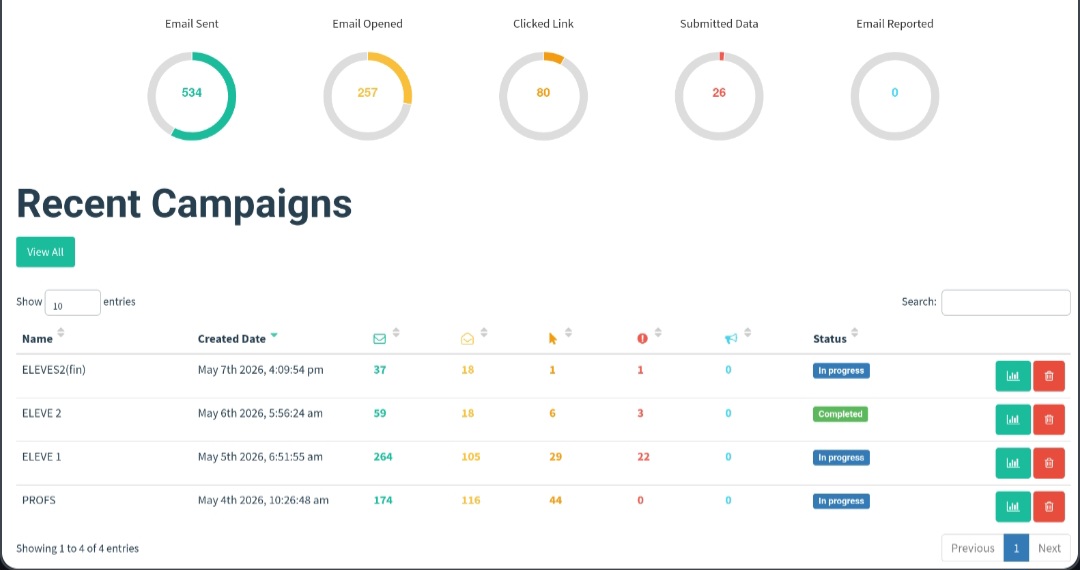 Email Sent Email Opened Clicked Link Submitted Data Email Reported
534 257 80 26 0
Recent Campaigns
View All
Show 10 entries Search:
Name Created Date Status
ELEVES2(fin) May 7th 2026, 4:09:54 pm 37 18 1 1 0 In progress
ELEVE 2 May 6th 2026, 5:56:24 am 59 18 6 3 0 Completed
ELEVE 1 May 5th 2026, 6:51:55 am 264 105 29 22 0 In progress
PROFS May 4th 2026, 10:26:48 am 174 116 44 0 0 In progress
Showing 1 to 4 of 4 entries Previous 1 Next